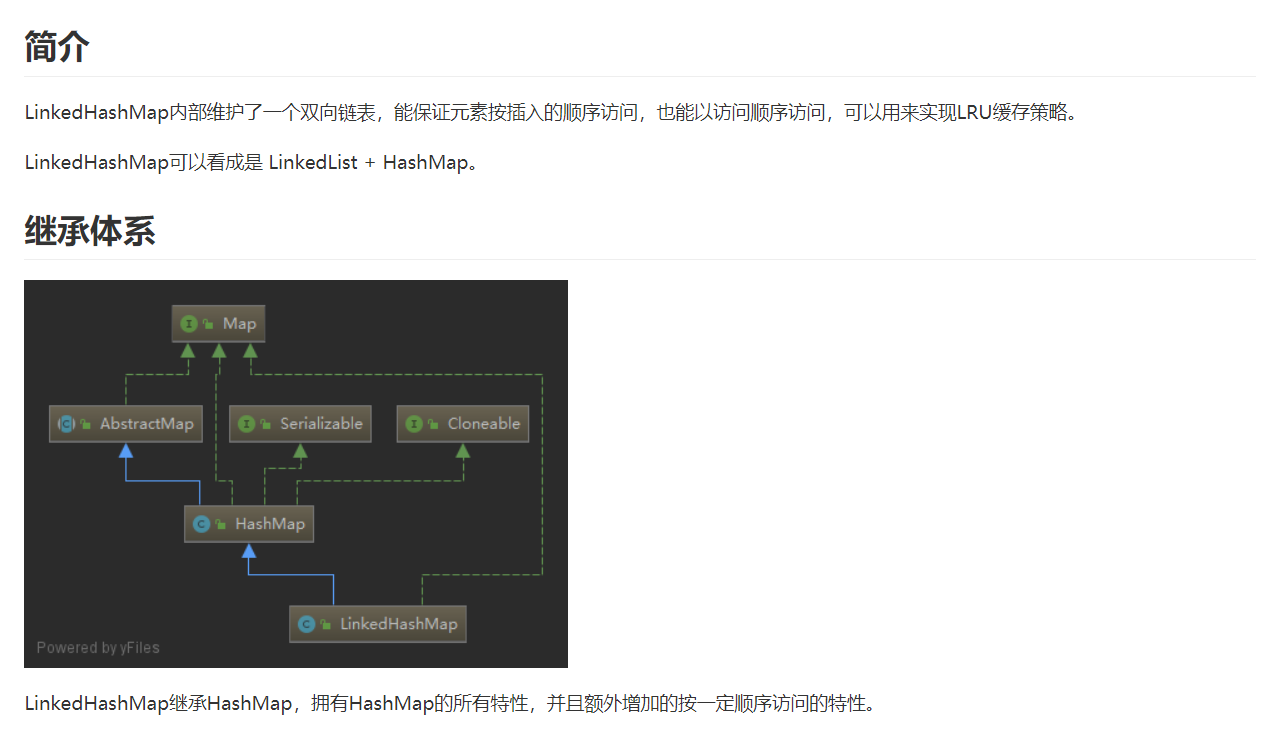 简介
LinkedHashMap内部维护了一个双向链表，能保证元素按插入的顺序访问，也能以访问顺序访问，可以用来实现LRU缓存策略。
LinkedHashMap可以看成是 LinkedList + HashMap。
继承体系
I Map
C AbstractMap I Serializable I Cloneable
C HashMap
C LinkedHashMap
Powered by yFiles
LinkedHashMap继承HashMap，拥有HashMap的所有特性，并且额外增加的按一定顺序访问的特性。